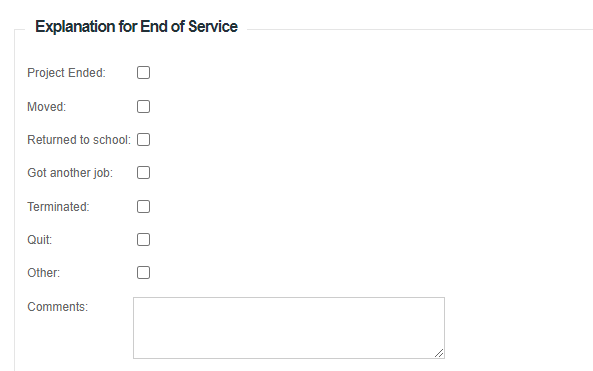 Explanation for End of Service
Project Ended:
Moved:
Returned to school:
Got another job:
Terminated:
Quit:
Other:
Comments: